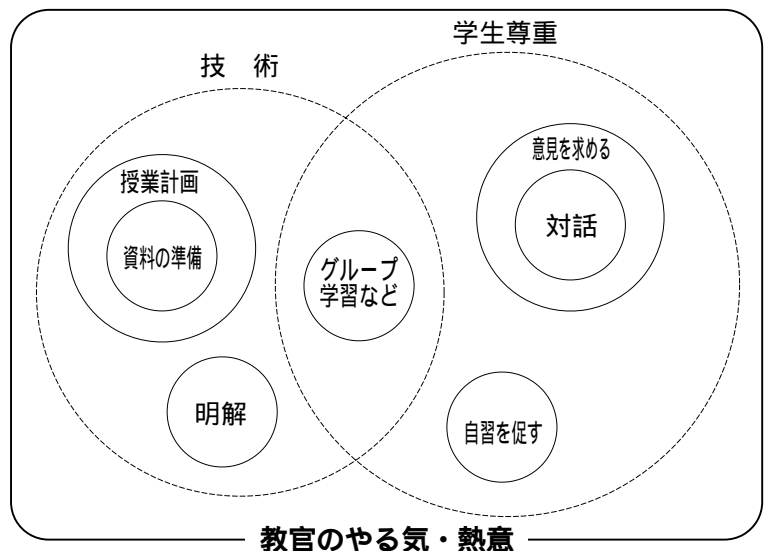 学生尊重
技　術
意見を求める
授業計画
対話
資料の準備
グループ
学習など
明解
自習を促す
教官のやる気・熱意